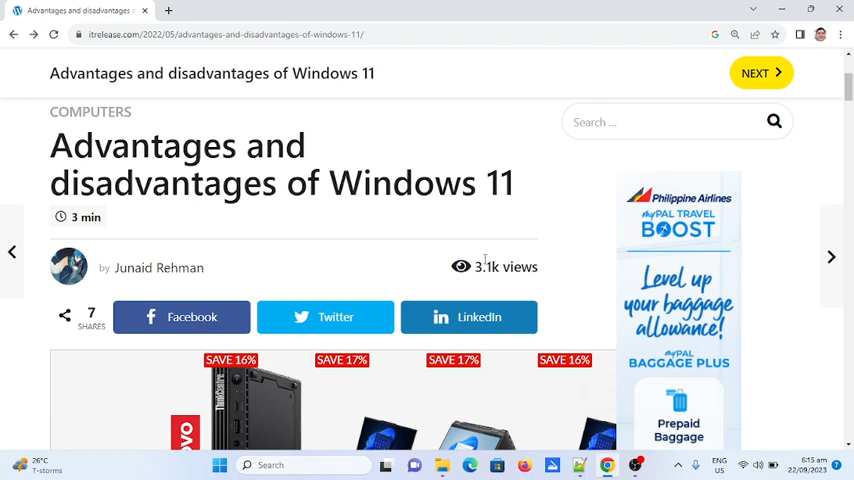 Advantages and disadvantages of
itrelease.com/2022/05/advantages-and-disadvantages-of-windows-11/
Advantages and disadvantages of Windows 11
NEXT
COMPUTERS
Search ...
Advantages and
disadvantages of Windows 11
3 min
by Junaid Rehman
3.1k views
7
SHARES
Facebook
Twitter
LinkedIn
SAVE 16%
SAVE 17%
SAVE 17%
SAVE 16%
ThinkCentre
Philippine Airlines
myPAL TRAVEL
BOOST
Level up
your baggage
allowance!
myPAL
BAGGAGE PLUS
Prepaid
Baggage
26°C
T-storms
Search
ENG
US
6:15 am
22/09/2023